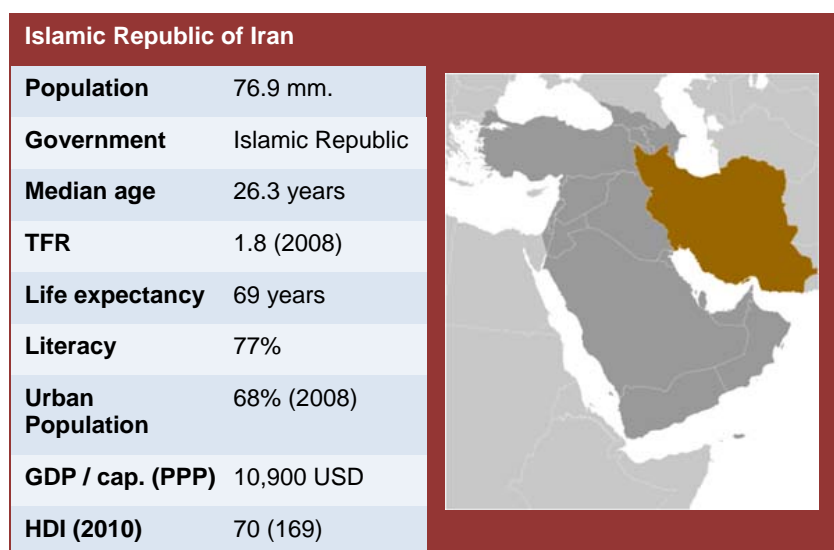 Islamic Republic of Iran
Population 76.9 mm.
Government Islamic Republic
Median age 26.3 years
TFR 1.8 (2008)
Life expectancy 69 years
Literacy 77%
Urban 68% (2008)
Population
GDP / cap. (PPP) 10,900 USD
HDI (2010) 70 (169)